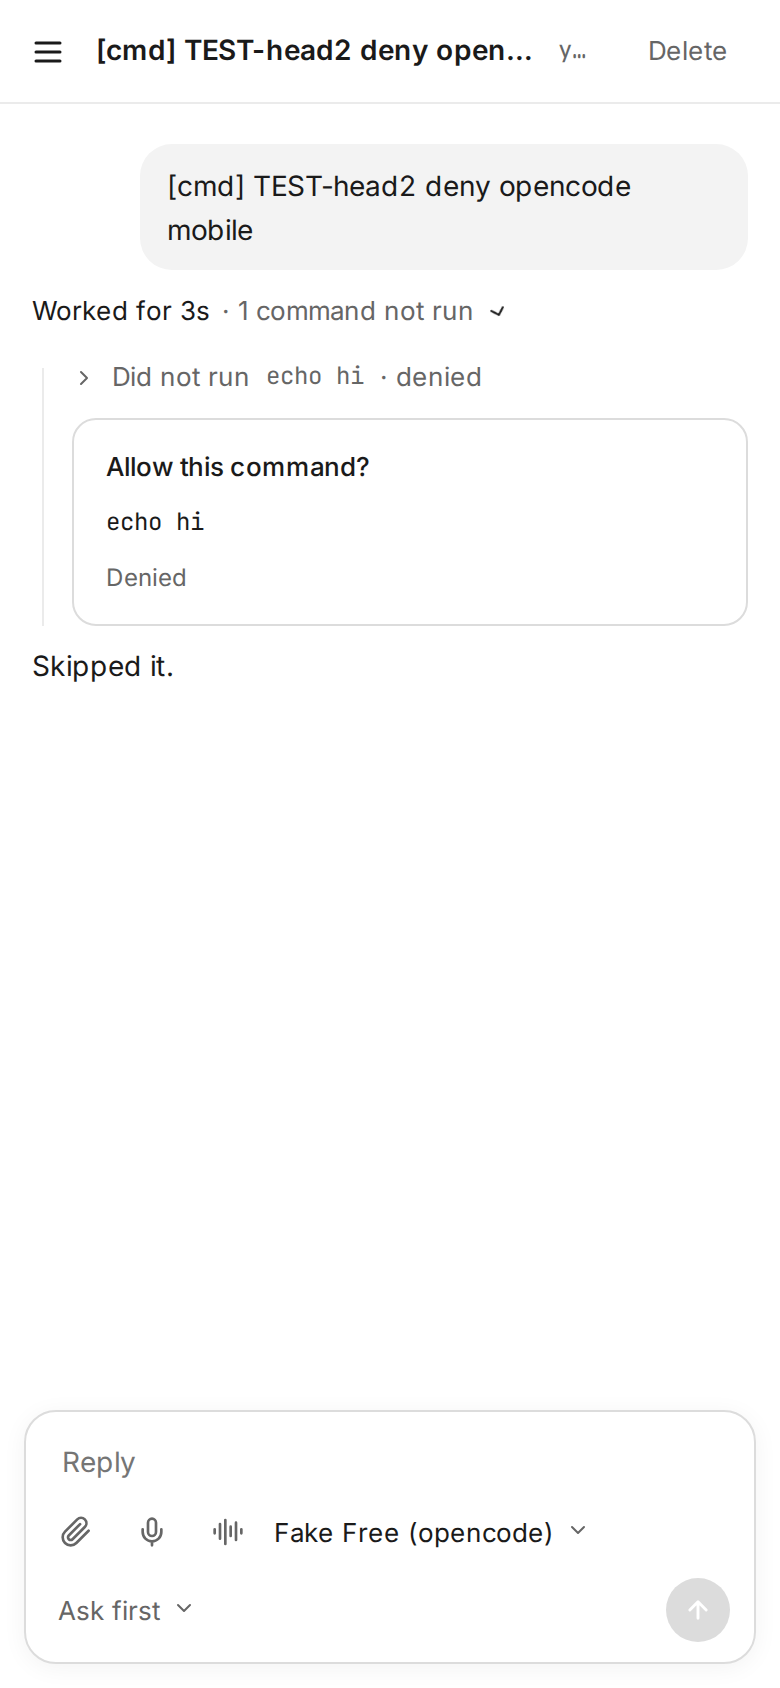 [cmd] TEST-head2 deny open... y... Delete
[cmd] TEST-head2 deny opencode
mobile
Worked for 3s · 1 command not run
Did not run echo hi · denied
Allow this command?
echo hi
Denied
Skipped it.
Reply
Fake Free (opencode)
Ask first